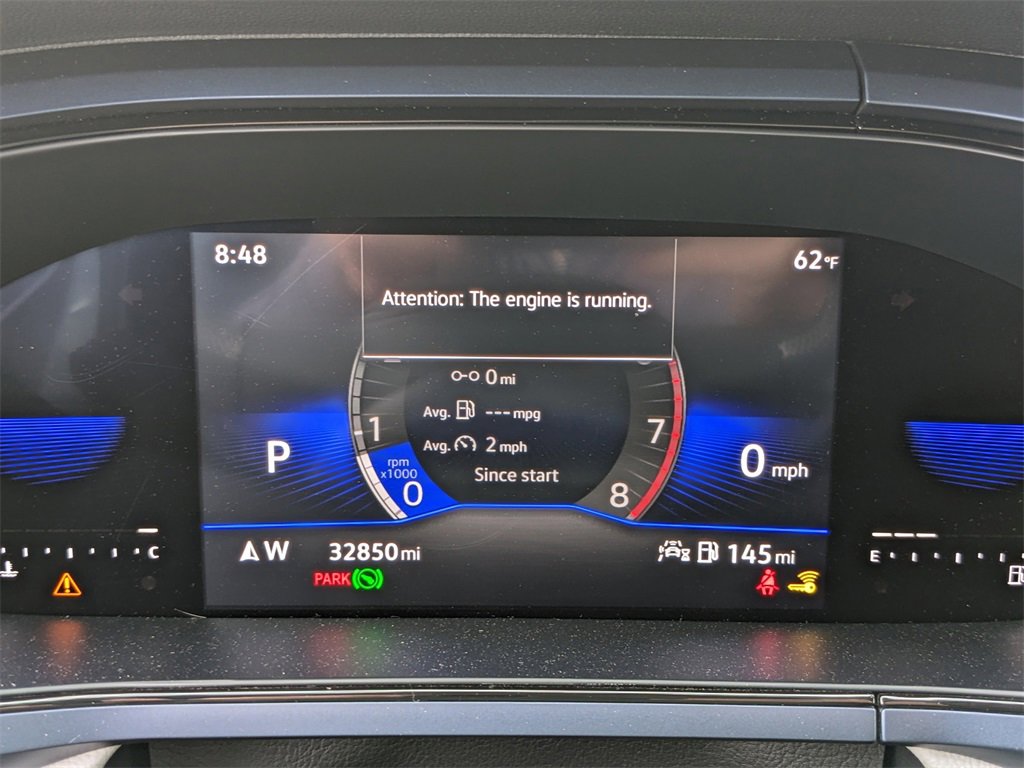 8:48
62°F
Attention: The engine is running.
0 mi
Avg. --- mpg
1
7
Avg. 2 mph
P
rpm
x1000
Since start
0 mph
0
8
C
W
32850 mi
145 mi
E
PARK